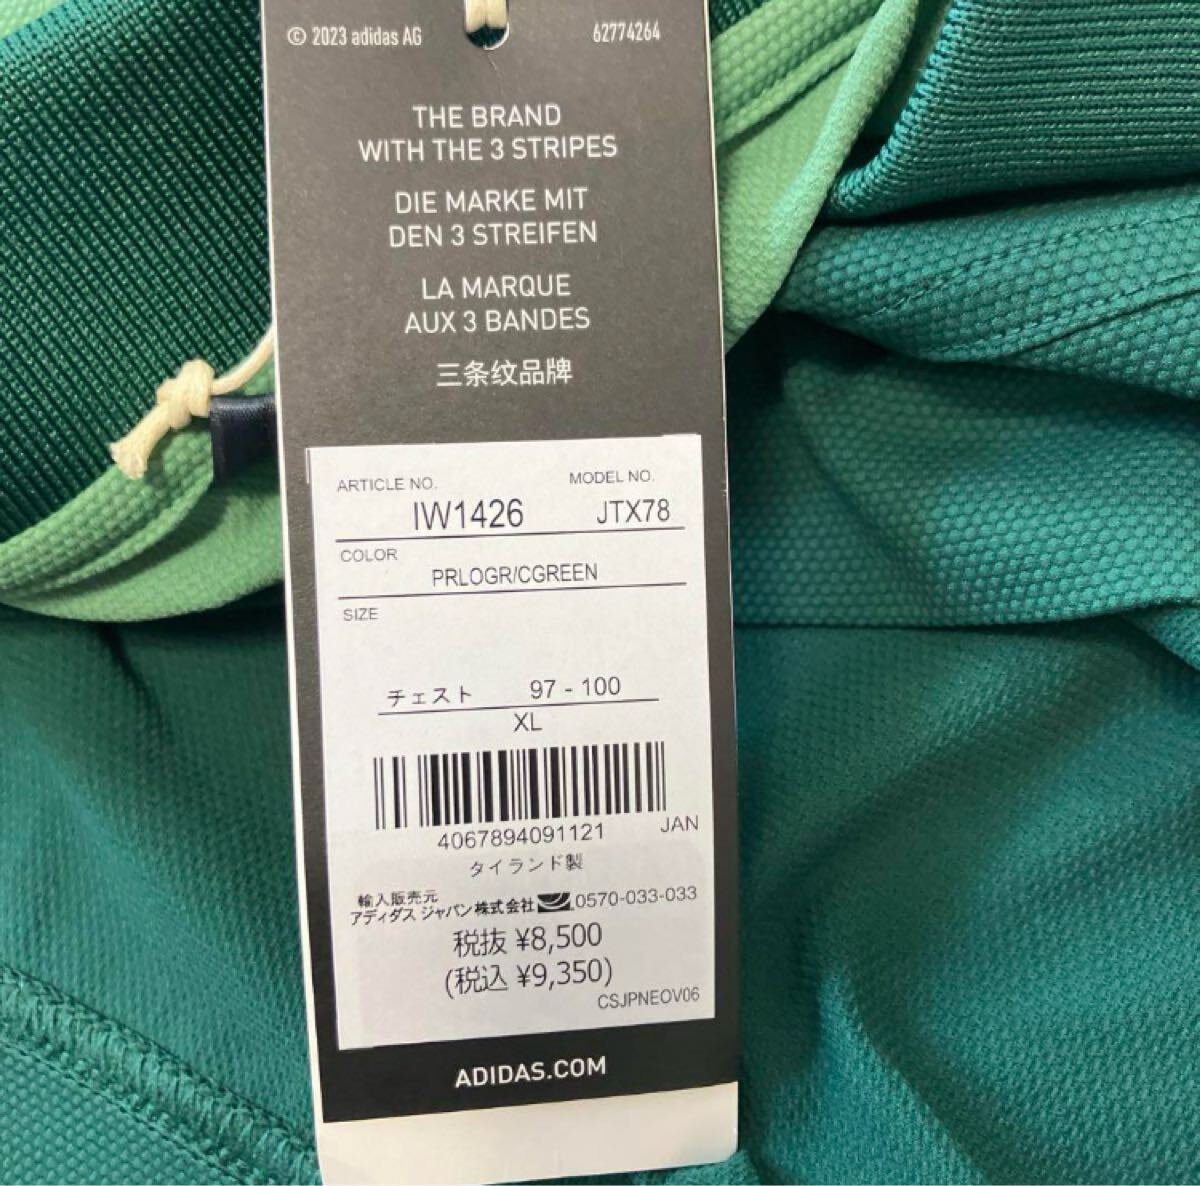 © 2023 adidas AG 62774264
THE BRAND
WITH THE 3 STRIPES
DIE MARKE MIT
DEN 3 STREIFEN
LA MARQUE
AUX 3 BANDES
三条纹品牌
ARTICLE NO. MODEL NO.
IW1426 JTX78
COLOR
PRLOGR/CGREEN
SIZE
チェスト 97 - 100
XL
4067894091121 JAN
タイランド製
輸入販売元
アディダス ジャパン株式会社 0570-033-033
税抜 ¥8,500
(税込 ¥9,350)
CSJPNEOV06
ADIDAS.COM